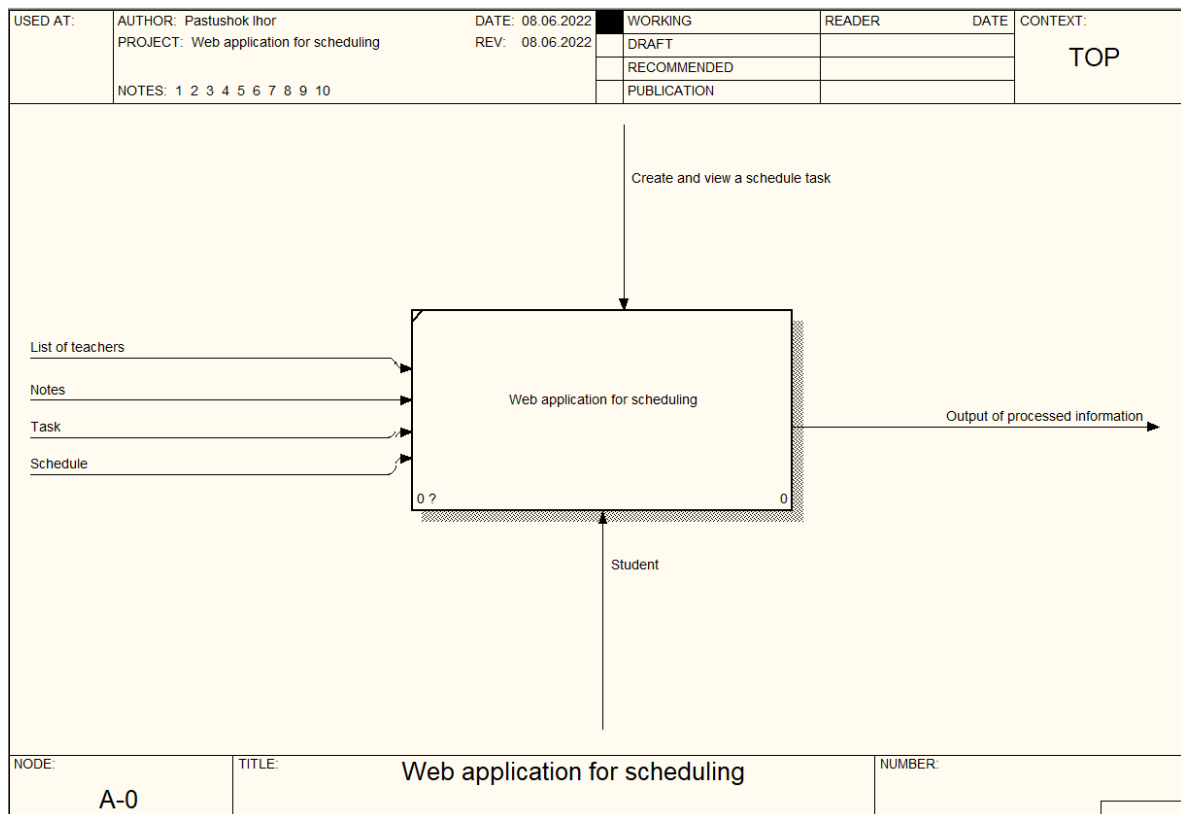 USED AT:
AUTHOR: Pastushok Ihor
DATE: 08.06.2022
PROJECT: Web application for scheduling
REV: 08.06.2022
NOTES: 1 2 3 4 5 6 7 8 9 10
WORKING
DRAFT
RECOMMENDED
PUBLICATION
READER DATE
CONTEXT:
TOP
Create and view a schedule task
List of teachers
Notes
Task
Schedule
Web application for scheduling
0 ?
0
Output of processed information
Student
NODE:
A-0
TITLE:
Web application for scheduling
NUMBER: